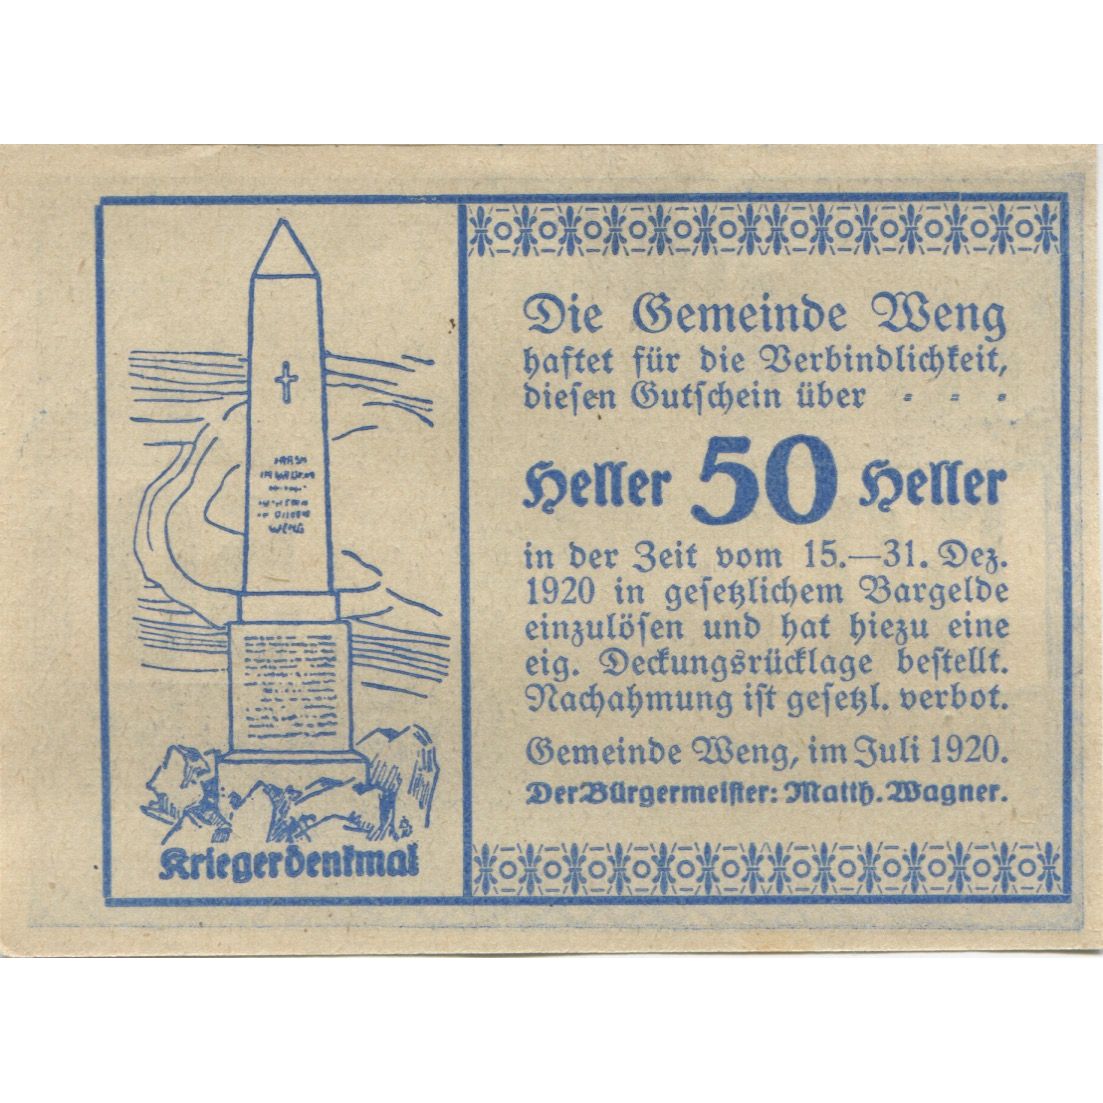 WENG
Kriegerdenkmal
Die Gemeinde Weng
haftet für die Verbindlichkeit,
diesen Gutschein über - - -
Heller 50 Heller
in der Zeit vom 15.—31. Dez.
1920 in gesetzlichem Bargelde
einzulösen und hat hiezu eine
eig. Deckungsrücklage bestellt.
Nachahmung ist gesetzl. verbot.
Gemeinde Weng, im Juli 1920.
Der Bürgermeister: Matth. Wagner.